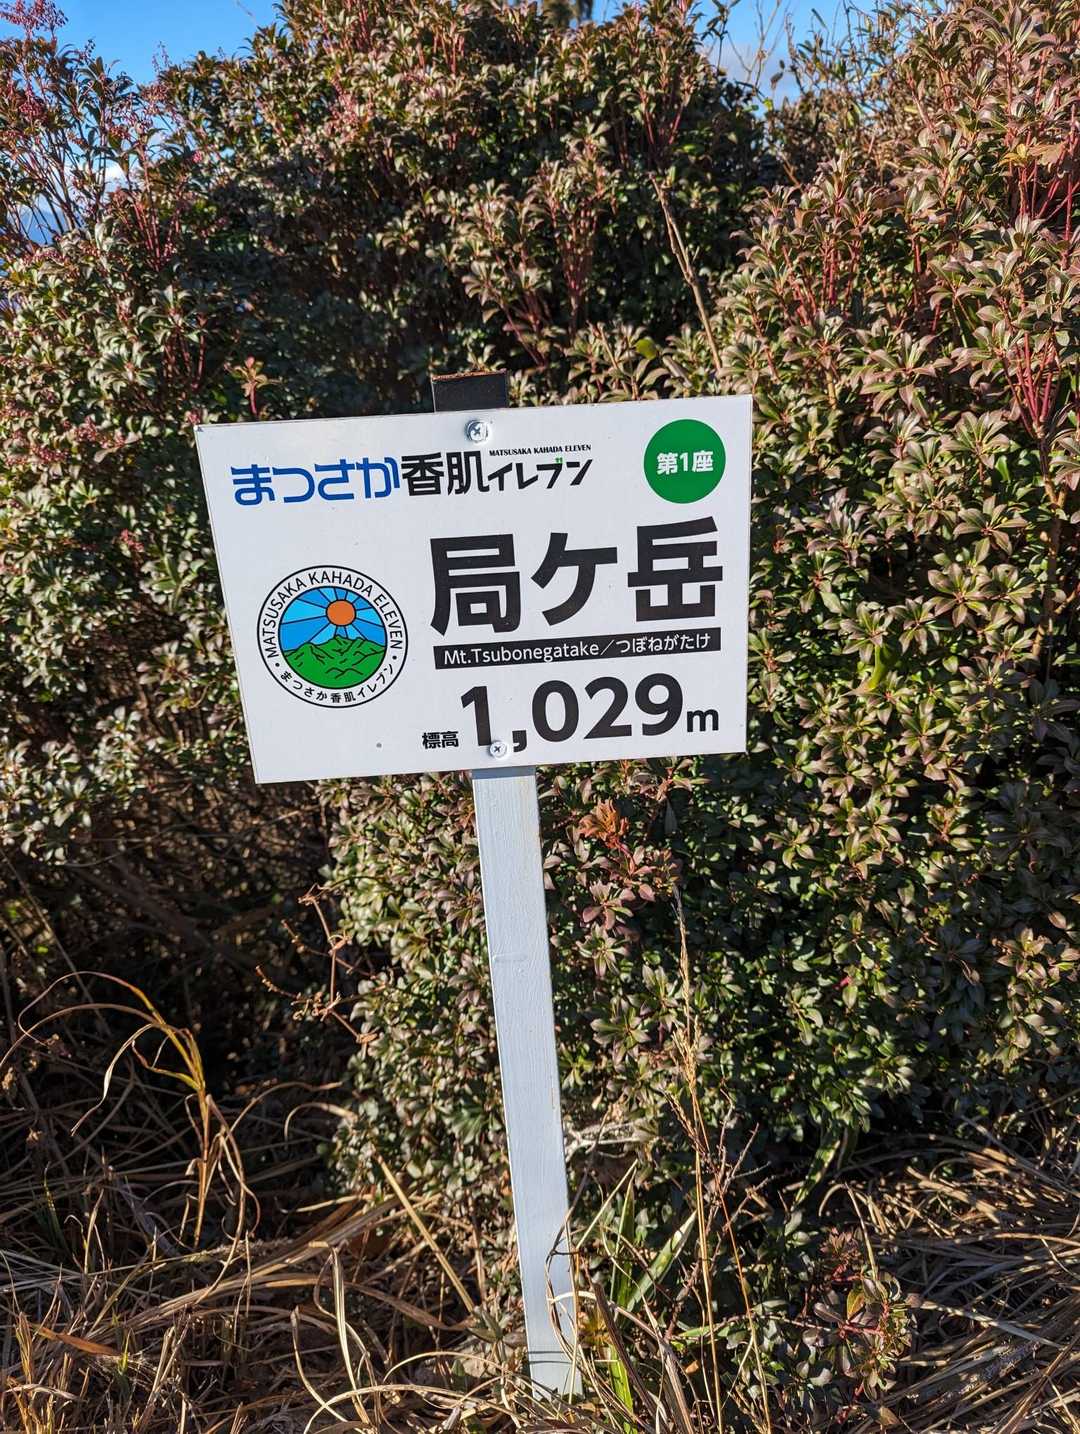 MATSUSAKA KAHADA ELEVEN
まつさか香肌イレブン
第1座
局ケ岳
Mt.Tsubonegatake／つぼねがたけ
標高 1,029m
MATSUSAKA KAHADA ELEVEN
まつさか香肌イレブン